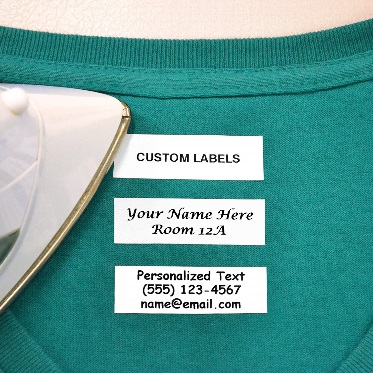 CUSTOM LABELS
Your Name Here
Room 12A
Personalized Text
(555) 123-4567
name@email.com